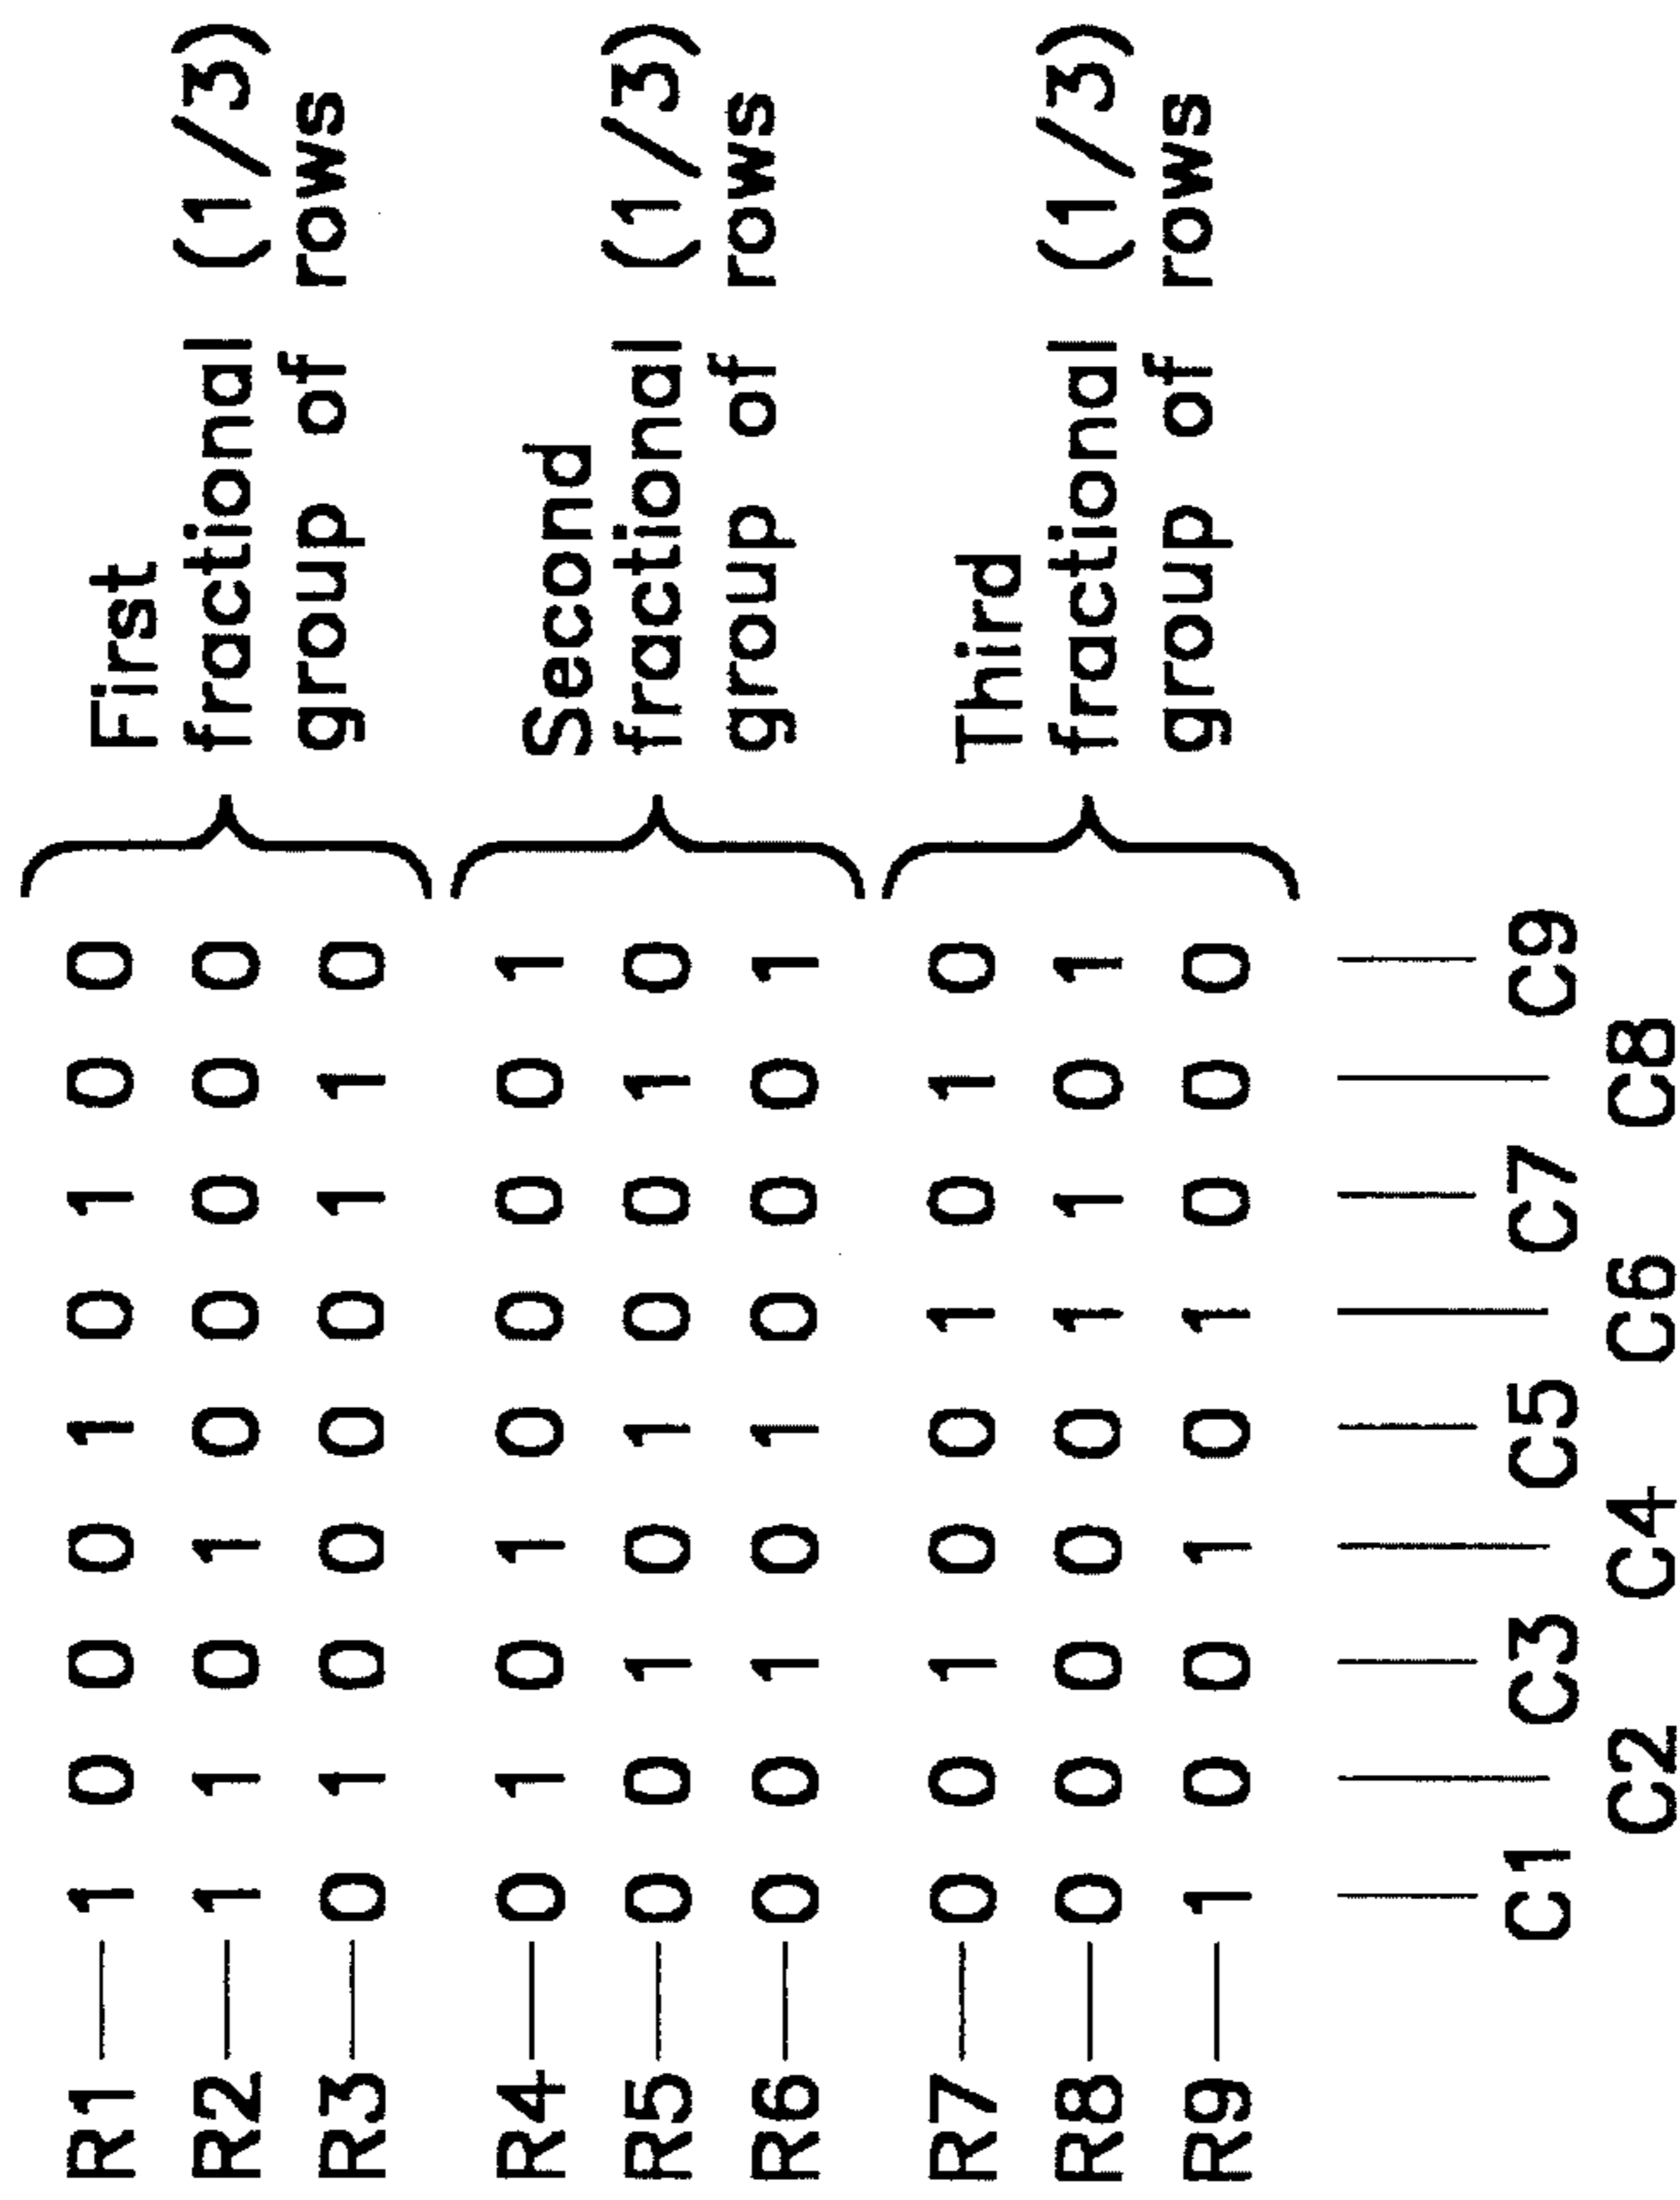 R1 1 0 0 0 1 0 1 0 0 First
R2 1 1 0 1 0 0 0 0 0 fractional (1/3)
R3 0 1 0 0 0 0 1 1 0 group of rows
R4 0 1 0 1 0 0 0 0 1 Second
R5 0 0 1 0 1 0 0 1 0 fractional (1/3)
R6 0 0 1 0 1 0 0 0 1 group of rows
R7 0 0 1 0 0 1 0 1 0 Third
R8 0 0 0 0 0 1 1 0 1 fractional (1/3)
R9 1 0 0 1 0 1 0 0 0 group of rows
C1 C3 C5 C7 C9
C2 C4 C6 C8